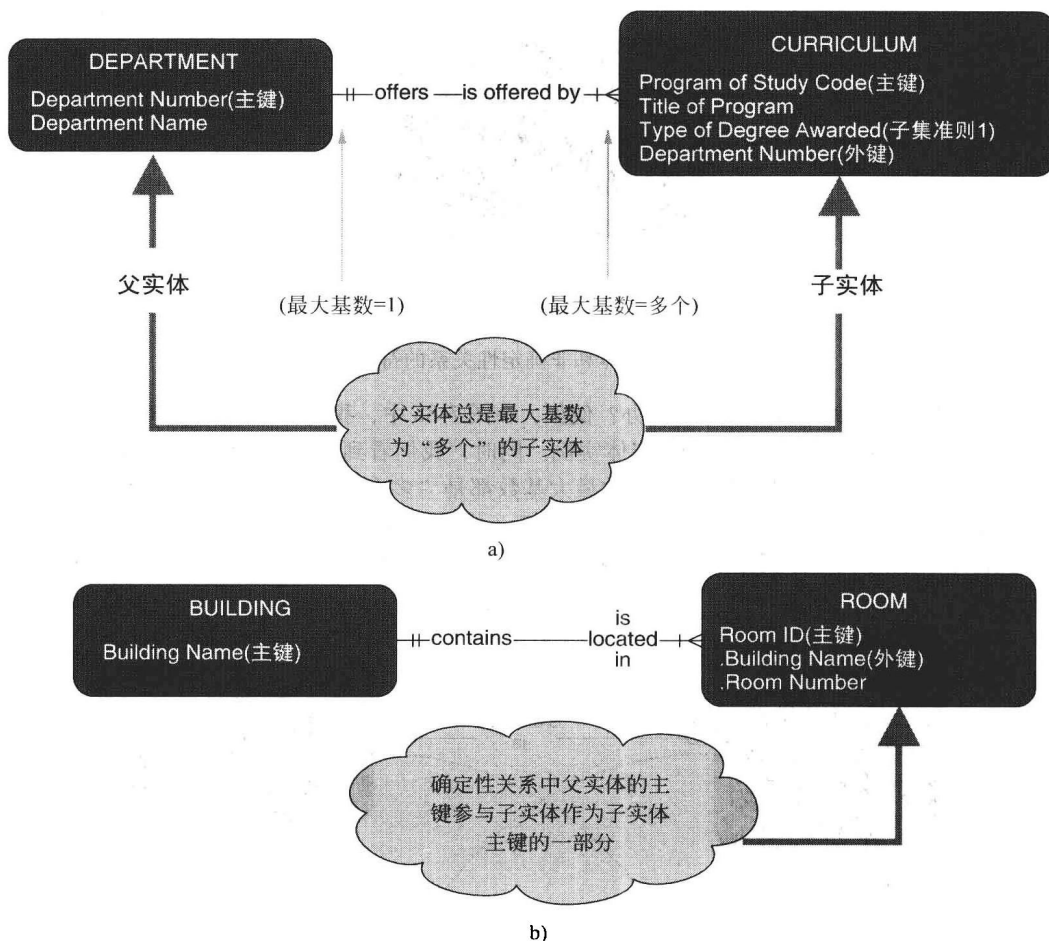 DEPARTMENT
Department Number(主键)
Department Name
offers
is offered by
CURRICULUM
Program of Study Code(主键)
Title of Program
Type of Degree Awarded(子集准则1)
Department Number(外键)
父实体
(最大基数=1)
(最大基数=多个)
子实体
父实体总是最大基数
为“多个”的子实体
a)
BUILDING
Building Name(主键)
contains
is
located
in
ROOM
Room ID(主键)
.Building Name(外键)
.Room Number
确定性关系中父实体的主
键参与子实体作为子实体
主键的一部分
b)